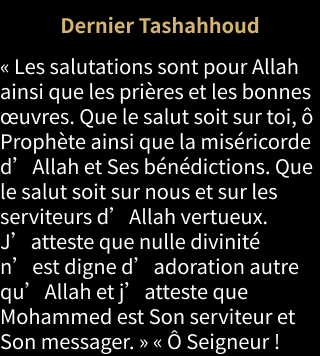 Dernier Tashahhoud
« Les salutations sont pour Allah
ainsi que les prières et les bonnes
œuvres. Que le salut soit sur toi, ô
Prophète ainsi que la miséricorde
d’Allah et Ses bénédictions. Que
le salut soit sur nous et sur les
serviteurs d’Allah vertueux.
J’atteste que nulle divinité
n’est digne d’adoration autre
qu’Allah et j’atteste que
Mohammed est Son serviteur et
Son messager. » « Ô Seigneur !